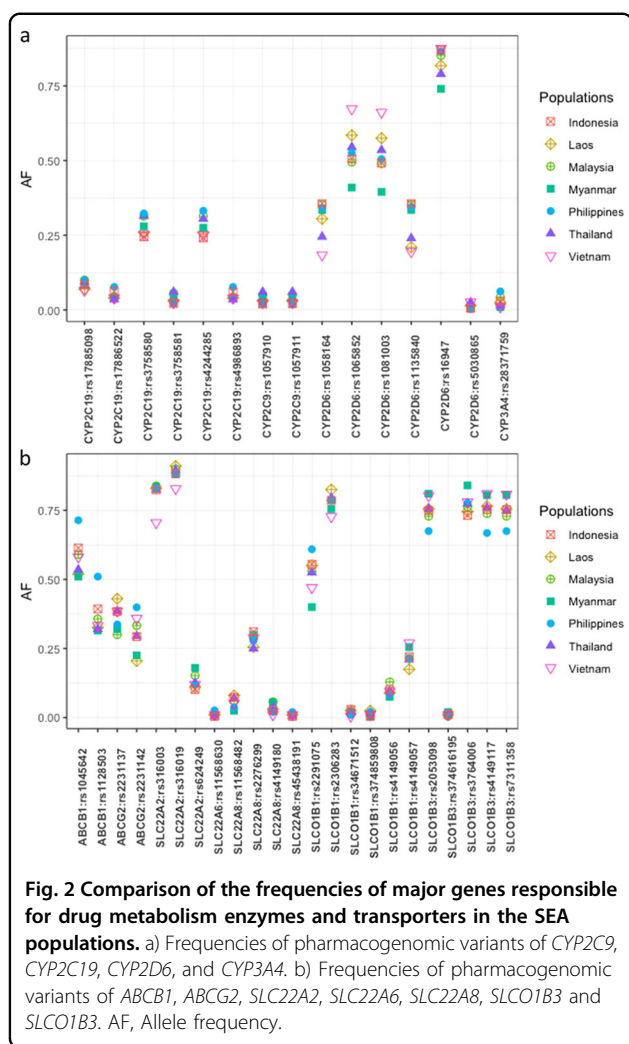 a
0.75
0.50
0.25
0.00
AF
Populations
Indonesia
Laos
Malaysia
Myanmar
Philippines
Thailand
Vietnam
CYP2C19:rs17885098
CYP2C19:rs17886522
CYP2C19:rs3758580
CYP2C19:rs3758581
CYP2C19:rs4244285
CYP2C19:rs4986893
CYP2C9:rs1057910
CYP2C9:rs1057911
CYP2D6:rs1058164
CYP2D6:rs1065852
CYP2D6:rs1081003
CYP2D6:rs1135840
CYP2D6:rs16947
CYP2D6:rs5030865
CYP3A4:rs28371759
b
0.75
0.50
0.25
0.00
AF
Populations
Indonesia
Laos
Malaysia
Myanmar
Philippines
Thailand
Vietnam
ABCB1:rs1045642
ABCB1:rs1128503
ABCG2:rs2231137
ABCG2:rs2231142
SLC22A2:rs316003
SLC22A2:rs316019
SLC22A2:rs624249
SLC22A6:rs11568630
SLC22A8:rs11568482
SLC22A8:rs2276299
SLC22A8:rs4149180
SLC22A8:rs45438191
SLCO1B1:rs2291075
SLCO1B1:rs2306283
SLCO1B1:rs34671512
SLCO1B1:rs374859808
SLCO1B1:rs4149056
SLCO1B1:rs4149057
SLCO1B3:rs2053098
SLCO1B3:rs374616195
SLCO1B3:rs3764006
SLCO1B3:rs4149117
SLCO1B3:rs7311358
Fig. 2 Comparison of the frequencies of major genes responsible
for drug metabolism enzymes and transporters in the SEA
populations. a) Frequencies of pharmacogenomic variants of CYP2C9,
CYP2C19, CYP2D6, and CYP3A4. b) Frequencies of pharmacogenomic
variants of ABCB1, ABCG2, SLC22A2, SLC22A6, SLC22A8, SLCO1B3 and
SLCO1B3. AF, Allele frequency.